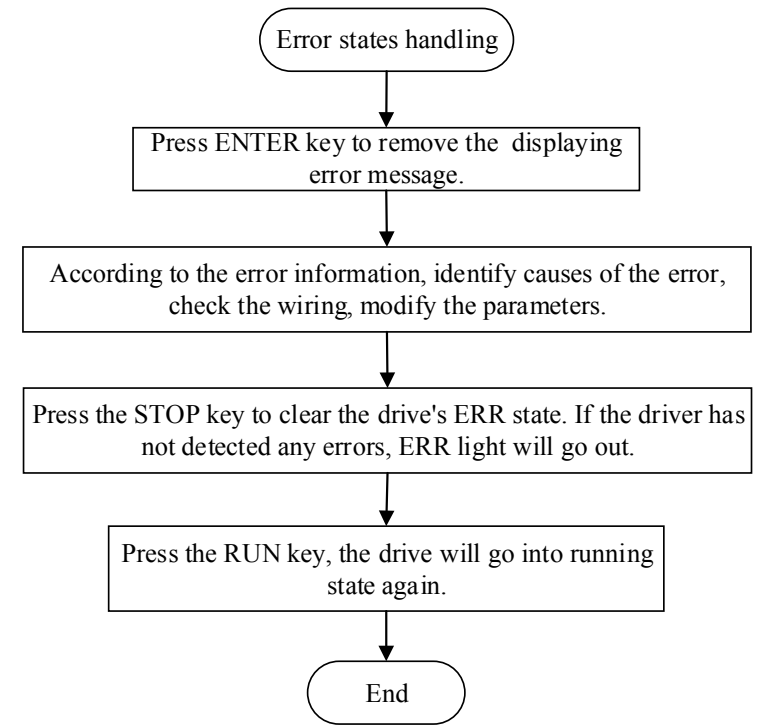 Error states handling
Press ENTER key to remove the displaying
error message.
According to the error information, identify causes of the error,
check the wiring, modify the parameters.
Press the STOP key to clear the drive's ERR state. If the driver has
not detected any errors, ERR light will go out.
Press the RUN key, the drive will go into running
state again.
End